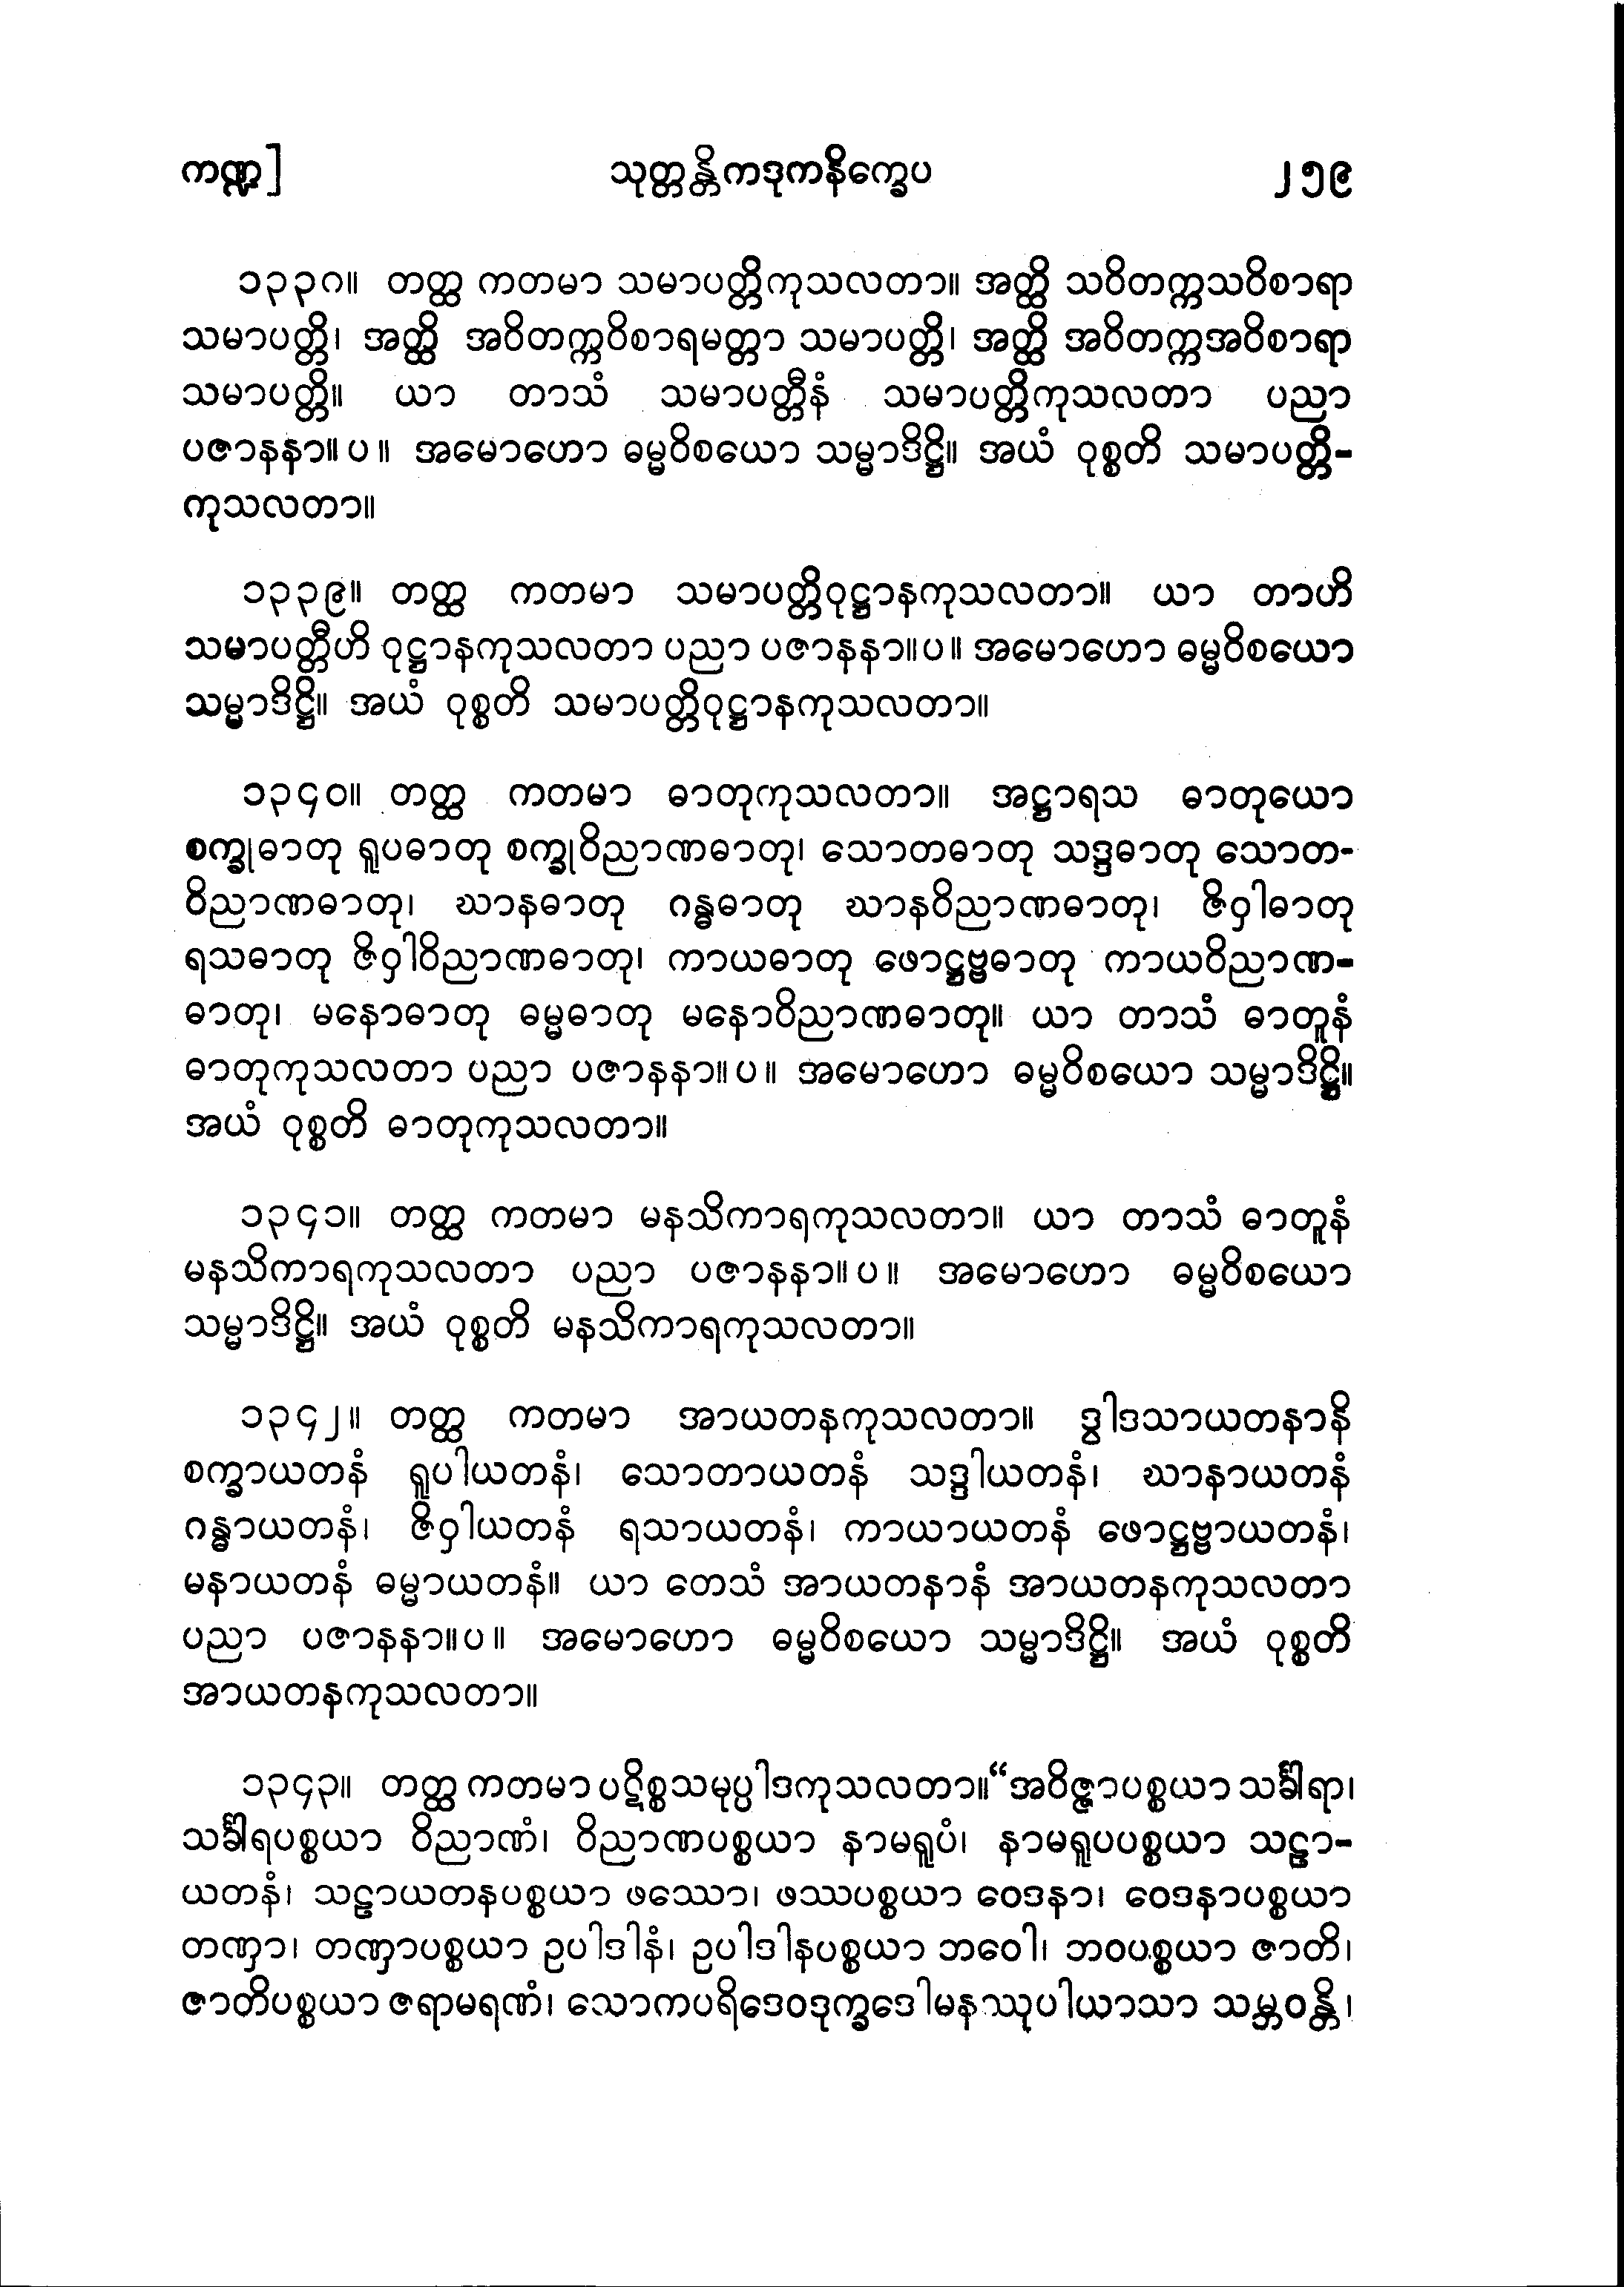 ကဏ္ဍ] သုတ္တန္တိကဒုကနိက္ခေပ ၂၅၉
၁၃၃၈။ တတ္ထ ကတမာ သမာပတ္တိကုသလတာ။ အတ္ထိ သဝိတက္ကသဝိစာရာ
သမာပတ္တိ၊ အတ္ထိ အဝိတက္ကဝိစာရမတ္တာ သမာပတ္တိ၊ အတ္ထိ အဝိတက္ကအဝိစာရာ
သမာပတ္တိ။ ယာ တာသံ သမာပတ္တီနံ သမာပတ္တိကုသလတာ ပညာ
ပဇာနနာ။ပ။ အမောဟော ဓမ္မဝိစယော သမ္မာဒိဋ္ဌိ။ အယံ ဝုစ္စတိ သမာပတ္တိ-
ကုသလတာ။
၁၃၃၉။ တတ္ထ ကတမာ သမာပတ္တိဝုဋ္ဌာနကုသလတာ။ ယာ တာဟိ
သမာပတ္တီဟိ ဝုဋ္ဌာနကုသလတာ ပညာ ပဇာနနာ။ပ။ အမောဟော ဓမ္မဝိစယော
သမ္မာဒိဋ္ဌိ။ အယံ ဝုစ္စတိ သမာပတ္တိဝုဋ္ဌာနကုသလတာ။
၁၃၄၀။ တတ္ထ ကတမာ ဓာတုကုသလတာ။ အဋ္ဌာရသ ဓာတုယော
စက္ခုဓာတု ရူပဓာတု စက္ခုဝိညာဏဓာတု၊ သောတဓာတု သဒ္ဒဓာတု သောတ-
ဝိညာဏဓာတု၊ ဃာနဓာတု ဂန္ဓဓာတု ဃာနဝိညာဏဓာတု၊ ဇိဝှါဓာတု
ရသဓာတု ဇိဝှါဝိညာဏဓာတု၊ ကာယဓာတု ဖောဋ္ဌဗ္ဗဓာတု ကာယဝိညာဏ-
ဓာတု၊ မနောဓာတု ဓမ္မဓာတု မနောဝိညာဏဓာတု။ ယာ တာသံ ဓာတူနံ
ဓာတုကုသလတာ ပညာ ပဇာနနာ။ပ။ အမောဟော ဓမ္မဝိစယော သမ္မာဒိဋ္ဌိ။
အယံ ဝုစ္စတိ ဓာတုကုသလတာ။
၁၃၄၁။ တတ္ထ ကတမာ မနသိကာရကုသလတာ။ ယာ တာသံ ဓာတူနံ
မနသိကာရကုသလတာ ပညာ ပဇာနနာ။ပ။ အမောဟော ဓမ္မဝိစယော
သမ္မာဒိဋ္ဌိ။ အယံ ဝုစ္စတိ မနသိကာရကုသလတာ။
၁၃၄၂။ တတ္ထ ကတမာ အာယတနကုသလတာ။ ဒွါဒသာယတနာနိ
စက္ခာယတနံ ရူပါယတနံ၊ သောတာယတနံ သဒ္ဒါယတနံ၊ ဃာနာယတနံ
ဂန္ဓာယတနံ၊ ဇိဝှါယတနံ ရသာယတနံ၊ ကာယာယတနံ ဖောဋ္ဌဗ္ဗာယတနံ၊
မနာယတနံ ဓမ္မာယတနံ။ ယာ တေသံ အာယတနာနံ အာယတနကုသလတာ
ပညာ ပဇာနနာ။ပ။ အမောဟော ဓမ္မဝိစယော သမ္မာဒိဋ္ဌိ။ အယံ ဝုစ္စတိ
အာယတနကုသလတာ။
၁၃၄၃။ တတ္ထ ကတမာ ပဋိစ္စသမုပ္ပါဒကုသလတာ။“အဝိဇ္ဇာပစ္စယာ သင်္ခါရာ၊
သင်္ခါရပစ္စယာ ဝိညာဏံ၊ ဝိညာဏပစ္စယာ နာမရူပံ၊ နာမရူပပစ္စယာ သဠာ-
ယတနံ၊ သဠာယတနပစ္စယာ ဖဿော၊ ဖဿပစ္စယာ ဝေဒနာ၊ ဝေဒနာပစ္စယာ
တဏှာ၊ တဏှာပစ္စယာ ဥပါဒါနံ၊ ဥပါဒါနပစ္စယာ ဘဝေါ၊ ဘဝပစ္စယာ ဇာတိ၊
ဇာတိပစ္စယာ ဇရာမရဏံ၊ သောကပရိဒေဝဒုက္ခဒေါမနဿုပါယာသာ သမ္ဘဝန္တိ၊